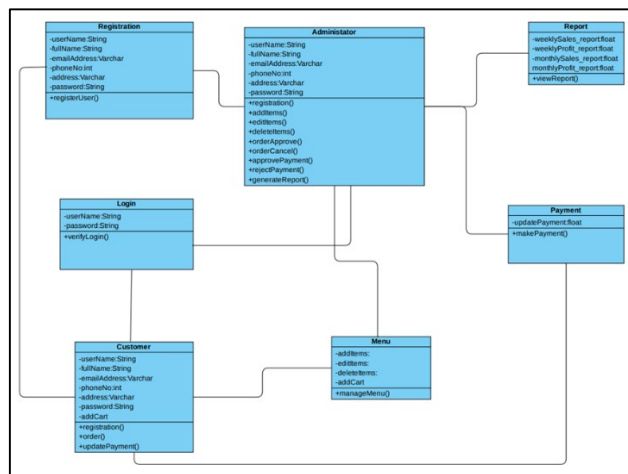 Registration
-userName:String
-fullName:String
-emailAddress:Varchar
-phoneNo:int
-address:Varchar
-password:String
+registerUser()
Administator
-userName:String
-fullName:String
-emailAddress:Varchar
-phoneNo:int
-address:Varchar
-password:String
+registration()
+addItems()
+editItems()
+deleteItems()
+orderApprove()
+orderCancel()
+approvePayment()
+rejectPayment()
+generateReport()
Report
-weeklySales_report:float
-weeklyProfit_report:float
-monthlySales_report:float
monthlyProfit_report:float
+viewReport()
Login
-userName:String
-password:String
+verifyLogin()
Payment
-updatePayment:float
+makePayment()
Customer
-userName:String
-fullName:String
-emailAddress:Varchar
-phoneNo:int
-address:Varchar
-password:String
-addCart
+registration()
+order()
+updatePayment()
Menu
-addItems:
-editItems:
-deleteItems:
-addCart
+manageMenu()